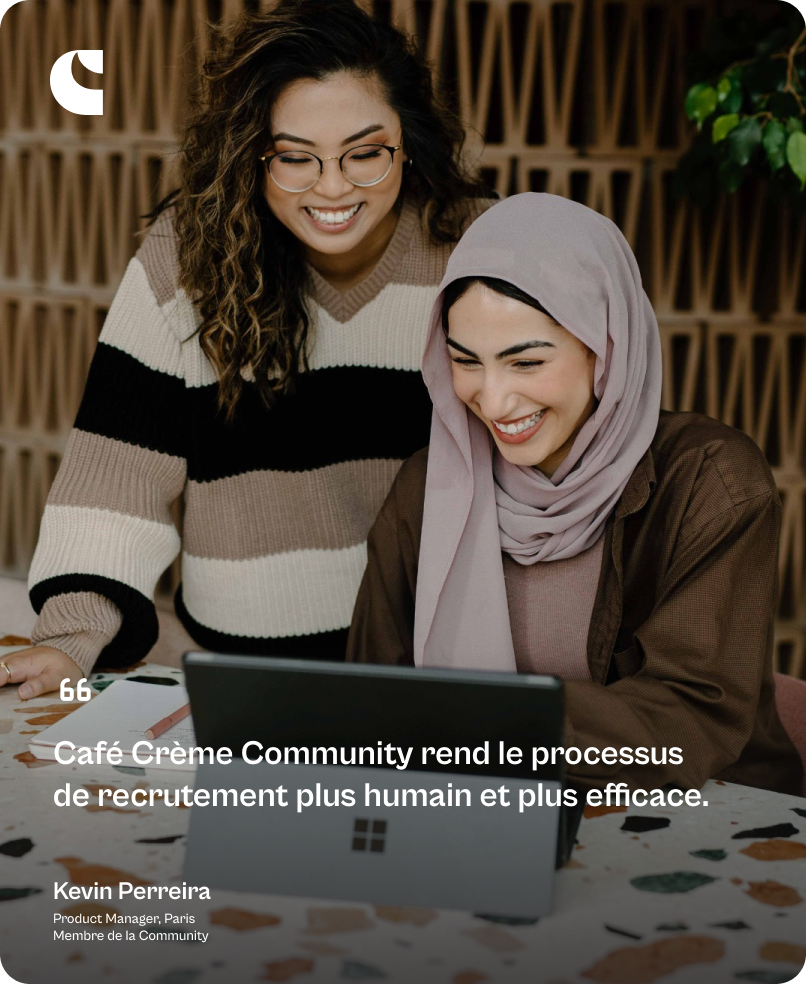 Café Crème Community rend le processus
de recrutement plus humain et plus efficace.
Kevin Perreira
Product Manager, Paris
Membre de la Community